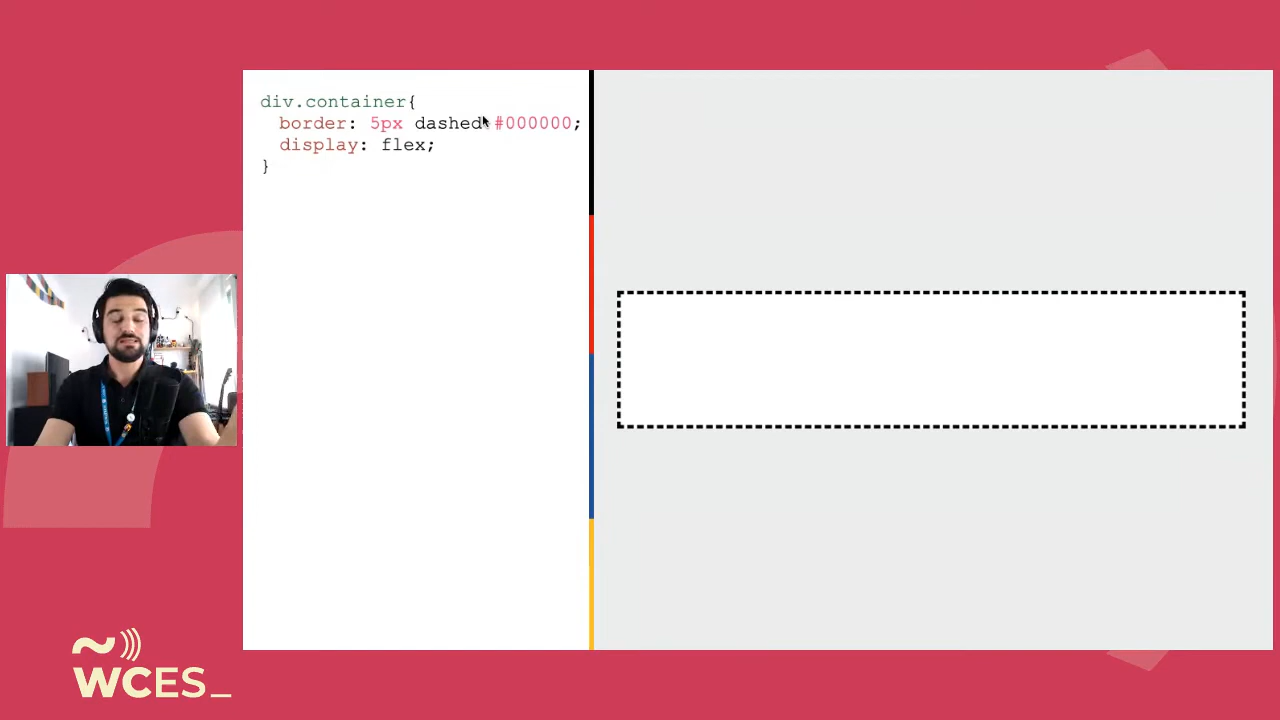 div.container{
border: 5px dashed #000000;
display: flex;
}
WCES_